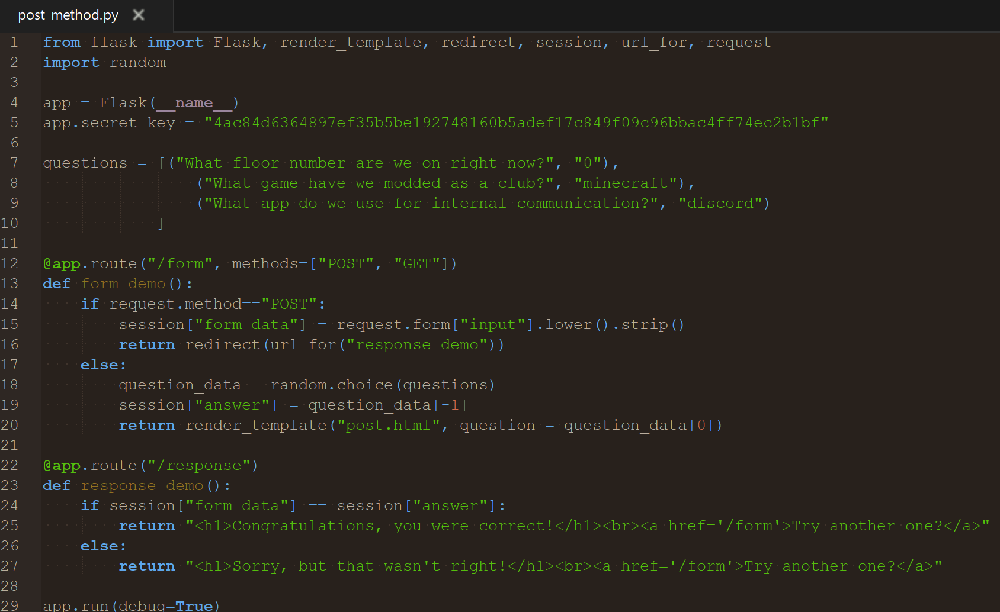 post_method.py
1 from flask import Flask, render_template, redirect, session, url_for, request
2 import random
3
4 app = Flask(__name__)
5 app.secret_key = "4ac84d6364897ef35b5be192748160b5adef17c849f09c96bbac4ff74ec2b1bf"
6
7 questions = [("What floor number are we on right now?", "0"),
8 ("What game have we modded as a club?", "minecraft"),
9 ("What app do we use for internal communication?", "discord")
10 ]
11
12 @app.route("/form", methods=["POST", "GET"])
13 def form_demo():
14 if request.method=="POST":
15 session["form_data"] = request.form["input"].lower().strip()
16 return redirect(url_for("response_demo"))
17 else:
18 question_data = random.choice(questions)
19 session["answer"] = question_data[-1]
20 return render_template("post.html", question = question_data[0])
21
22 @app.route("/response")
23 def response_demo():
24 if session["form_data"] == session["answer"]:
25 return "<h1>Congratulations, you were correct!</h1><br><a href='/form'>Try another one?</a>"
26 else:
27 return "<h1>Sorry, but that wasn't right!</h1><br><a href='/form'>Try another one?</a>"
28
29 app.run(debug=True)